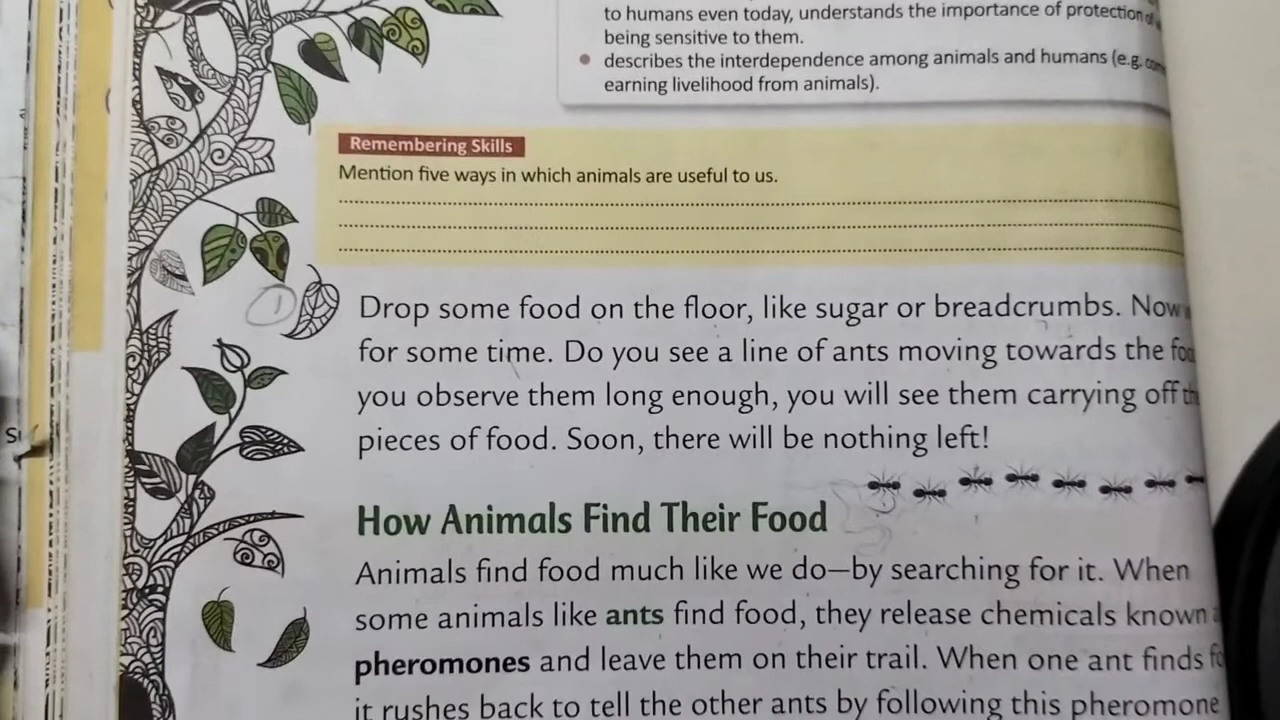 to humans even today, understands the importance of protection
being sensitive to them.
• describes the interdependence among animals and humans (e.g.
earning livelihood from animals).
Remembering Skills
Mention five ways in which animals are useful to us.
Drop some food on the floor, like sugar or breadcrumbs. Now
for some time. Do you see a line of ants moving towards the
you observe them long enough, you will see them carrying off
pieces of food. Soon, there will be nothing left!
How Animals Find Their Food
Animals find food much like we do—by searching for it. When
some animals like ants find food, they release chemicals known
pheromones and leave them on their trail. When one ant finds
it rushes back to tell the other ants by following this pheromone